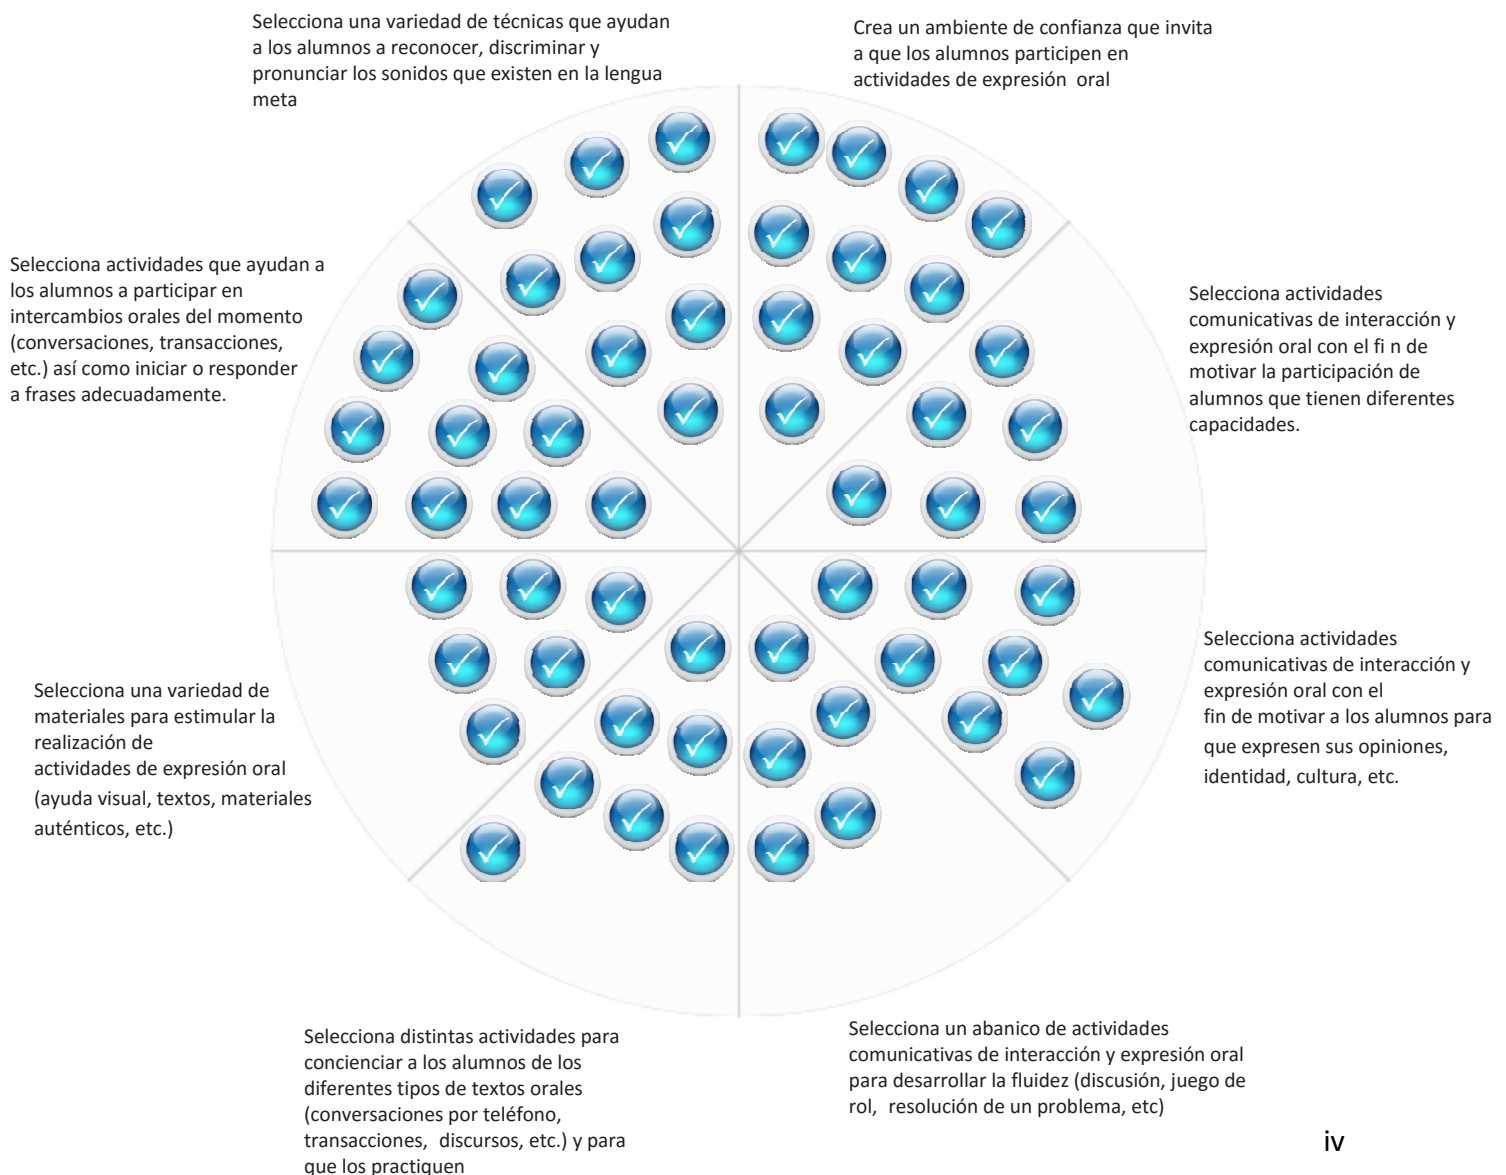 Selecciona una variedad de técnicas que ayudan
a los alumnos a reconocer, discriminar y
pronunciar los sonidos que existen en la lengua
meta
Crea un ambiente de confianza que invita
a que los alumnos participen en
actividades de expresión oral
Selecciona actividades que ayudan a
los alumnos a participar en
intercambios orales del momento
(conversaciones, transacciones,
etc.) así como iniciar o responder
a frases adecuadamente.
Selecciona actividades
comunicativas de interacción y
expresión oral con el fi n de
motivar la participación de
alumnos que tienen diferentes
capacidades.
Selecciona actividades
comunicativas de interacción y
expresión oral con el
fin de motivar a los alumnos para
que expresen sus opiniones,
identidad, cultura, etc.
Selecciona una variedad de
materiales para estimular la
realización de
actividades de expresión oral
(ayuda visual, textos, materiales
auténticos, etc.)
Selecciona distintas actividades para
concienciar a los alumnos de los
diferentes tipos de textos orales
(conversaciones por teléfono,
transacciones, discursos, etc.) y para
que los practiquen
Selecciona un abanico de actividades
comunicativas de interacción y expresión oral
para desarrollar la fluidez (discusión, juego de
rol, resolución de un problema, etc)
iv